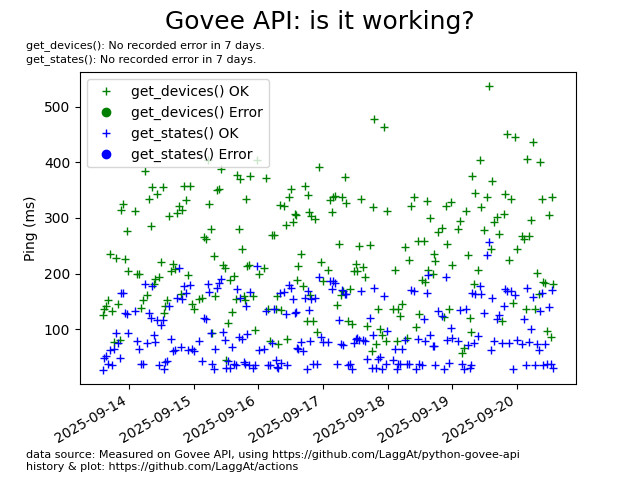 Govee API: is it working?
get_devices(): No recorded error in 7 days.
get_states(): No recorded error in 7 days.
get_devices() OK
get_devices() Error
get_states() OK
get_states() Error
Ping (ms)
500
400
300
200
100
2025-09-14
2025-09-15
2025-09-16
2025-09-17
2025-09-18
2025-09-19
2025-09-20
data source: Measured on Govee API, using https://github.com/LaggAt/python-govee-api
history & plot: https://github.com/LaggAt/actions